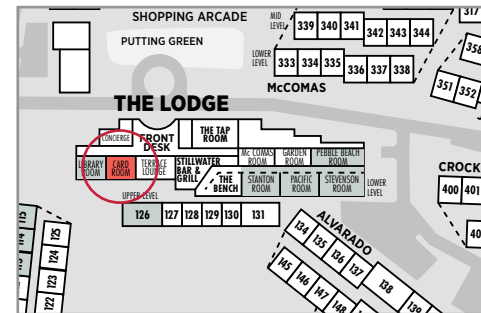 SHOPPING ARCADE
PUTTING GREEN
MID
LEVEL
339 340 341
342 343 344
317
LOWER
LEVEL
333 334 335
336 337 338
McCOMAS
358
351 352
THE LODGE
CONCIERGE
FRONT
DESK
THE TAP
ROOM
LIBRARY
ROOM
CARD
ROOM
TERRACE
LOUNGE
STILLWATER
BAR &
GRILL
Mc COMAS
ROOM
GARDEN
ROOM
PEBBLE BEACH
ROOM
THE
BENCH
STANTON
ROOM
PACIFIC
ROOM
STEVENSON
ROOM
LOWER
LEVEL
UPPER LEVEL
126 127 128 129 130 131
CROCK
400 401
40
ALVARADO
134 135 136 137 138 139
145 146 147 148
115
114
113
125
124
123
122